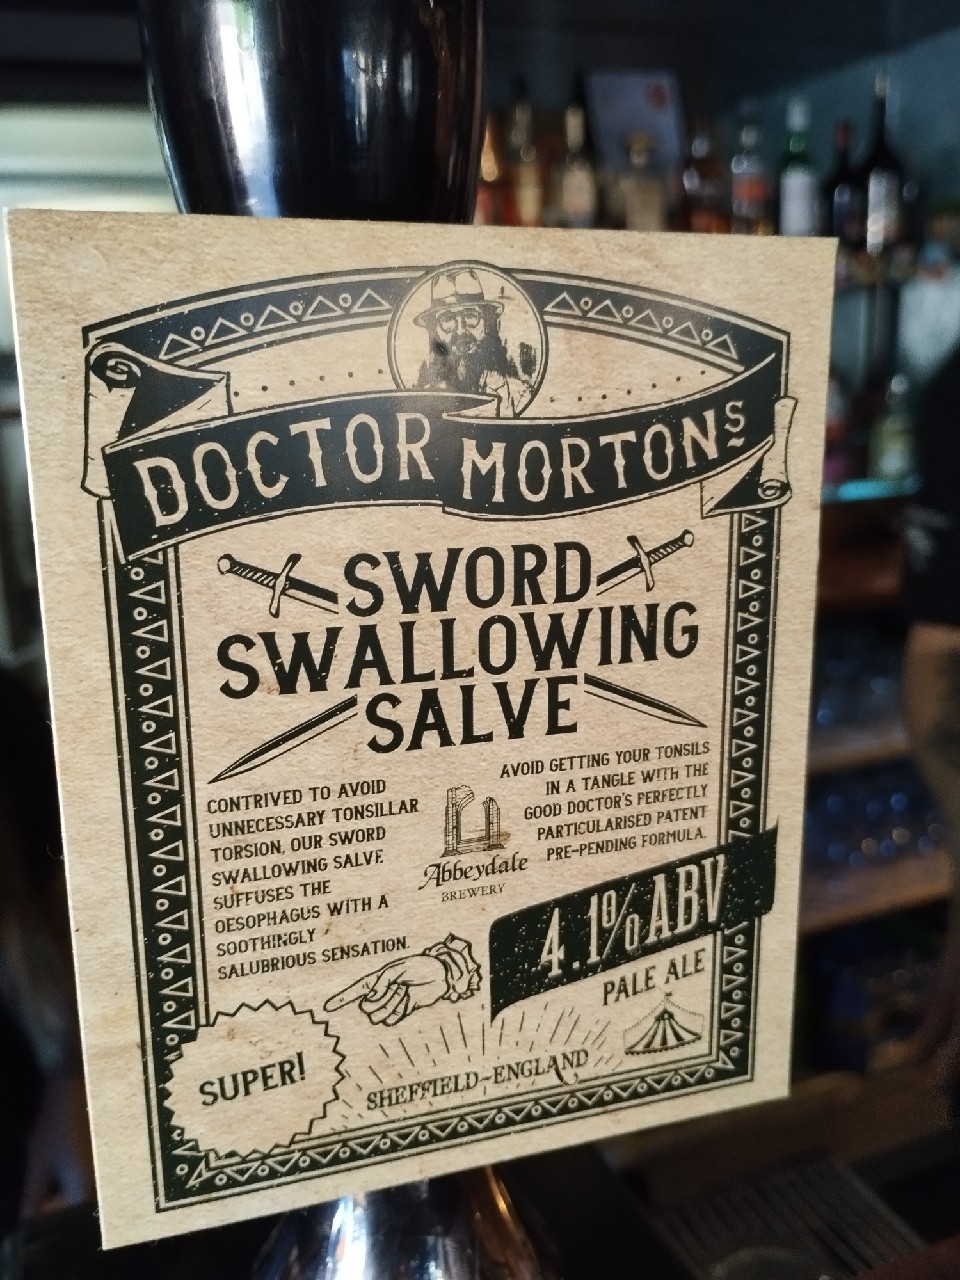 DOCTOR MORTONS
SWORD
SWALLOWING
SALVE
CONTRIVED TO AVOID
UNNECESSARY TONSILLAR
TORSION, OUR SWORD
SWALLOWING SALVE
SUFFUSES THE
OESOPHAGUS WITH A
SOOTHINGLY
SALUBRIOUS SENSATION.
AVOID GETTING YOUR TONSILS
IN A TANGLE WITH THE
GOOD DOCTOR'S PERFECTLY
PARTICULARISED PATENT
PRE-PENDING FORMULA.
Abbeydale
BREWERY
4.1% ABV
PALE ALE
SUPER!
SHEFFIELD-ENGLAND